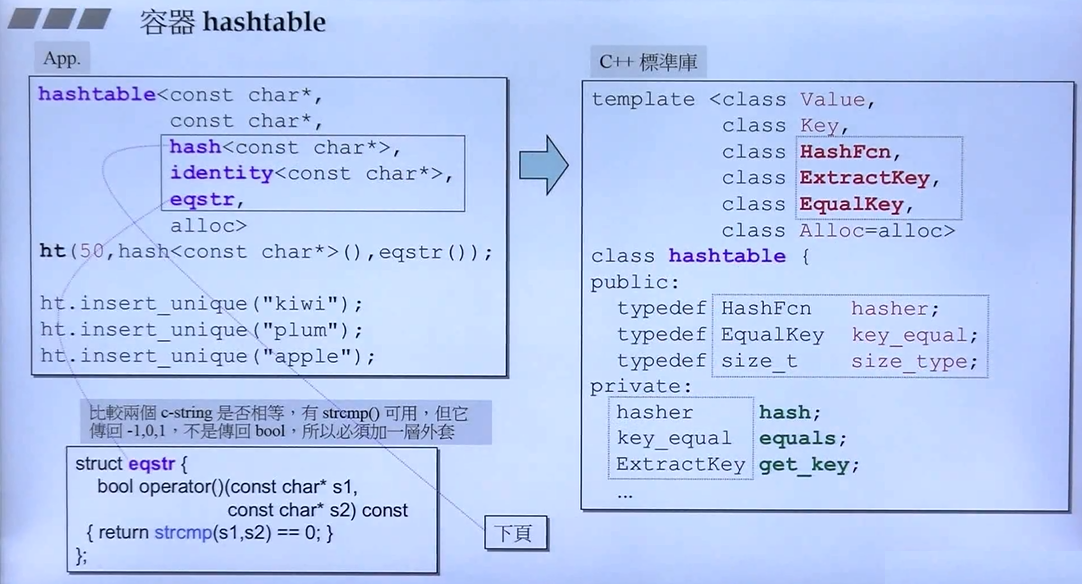 容器 hashtable
App.
hashtable<const char*,
const char*,
hash<const char*>,
identity<const char*>,
eqstr,
alloc>
ht(50,hash<const char*>(),eqstr());
ht.insert_unique("kiwi");
ht.insert_unique("plum");
ht.insert_unique("apple");
比較兩個 c-string 是否相等，有 strcmp() 可用，但它
傳回 -1,0,1，不是傳回 bool，所以必須加一層外套
struct eqstr {
bool operator()(const char* s1,
const char* s2) const
{ return strcmp(s1,s2) == 0; }
};
下頁
C++ 標準庫
template <class Value,
class Key,
class HashFcn,
class ExtractKey,
class EqualKey,
class Alloc=alloc>
class hashtable {
public:
typedef HashFcn hasher;
typedef EqualKey key_equal;
typedef size_t size_type;
private:
hasher hash;
key_equal equals;
ExtractKey get_key;
...